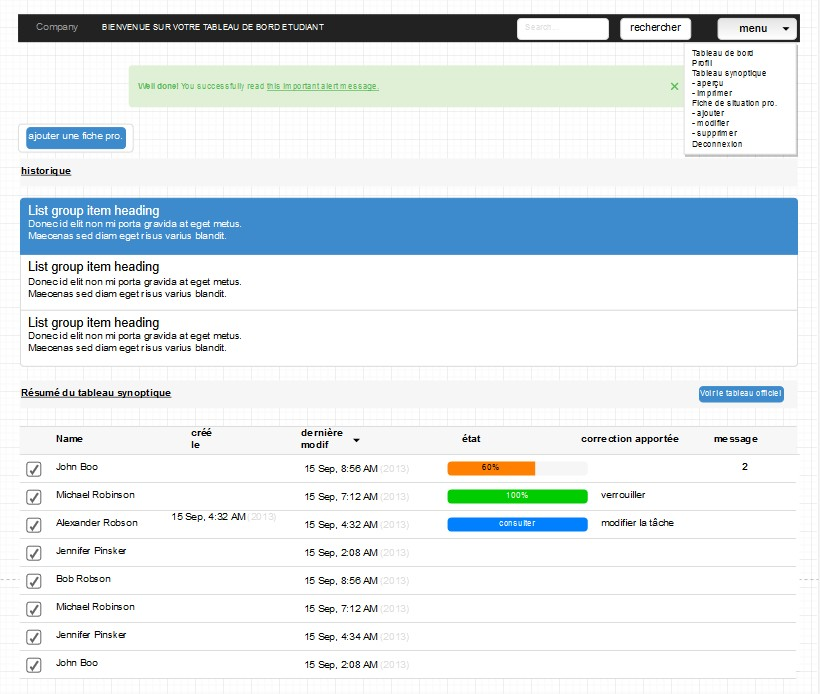 Company BIENVENUE SUR VOTRE TABLEAU DE BORD ETUDIANT Search... rechercher menu
Tableau de bord
Profil
Tableau synoptique
- aperçu
- imprimer
Fiche de situation pro.
- ajouter
- modifier
- supprimer
Deconnexion
Well done! You successfully read this important alert message. ×
ajouter une fiche pro.
historique
List group item heading
Donec id elit non mi porta gravida at eget metus.
Maecenas sed diam eget risus varius blandit.
List group item heading
Donec id elit non mi porta gravida at eget metus.
Maecenas sed diam eget risus varius blandit.
List group item heading
Donec id elit non mi porta gravida at eget metus.
Maecenas sed diam eget risus varius blandit.
Résumé du tableau synoptique Voir le tableau officiel
Name créé le dernière modif état correction apportée message
John Boo 15 Sep, 8:56 AM (2013) 60% 2
Michael Robinson 15 Sep, 7:12 AM (2013) 100% verrouiller
Alexander Robson 15 Sep, 4:32 AM (2013) 15 Sep, 4:32 AM (2013) consulter modifier la tâche
Jennifer Pinsker 15 Sep, 2:08 AM (2013)
Bob Robson 15 Sep, 8:56 AM (2013)
Michael Robinson 15 Sep, 7:12 AM (2013)
Jennifer Pinsker 15 Sep, 4:34 AM (2013)
John Boo 15 Sep, 2:08 AM (2013)